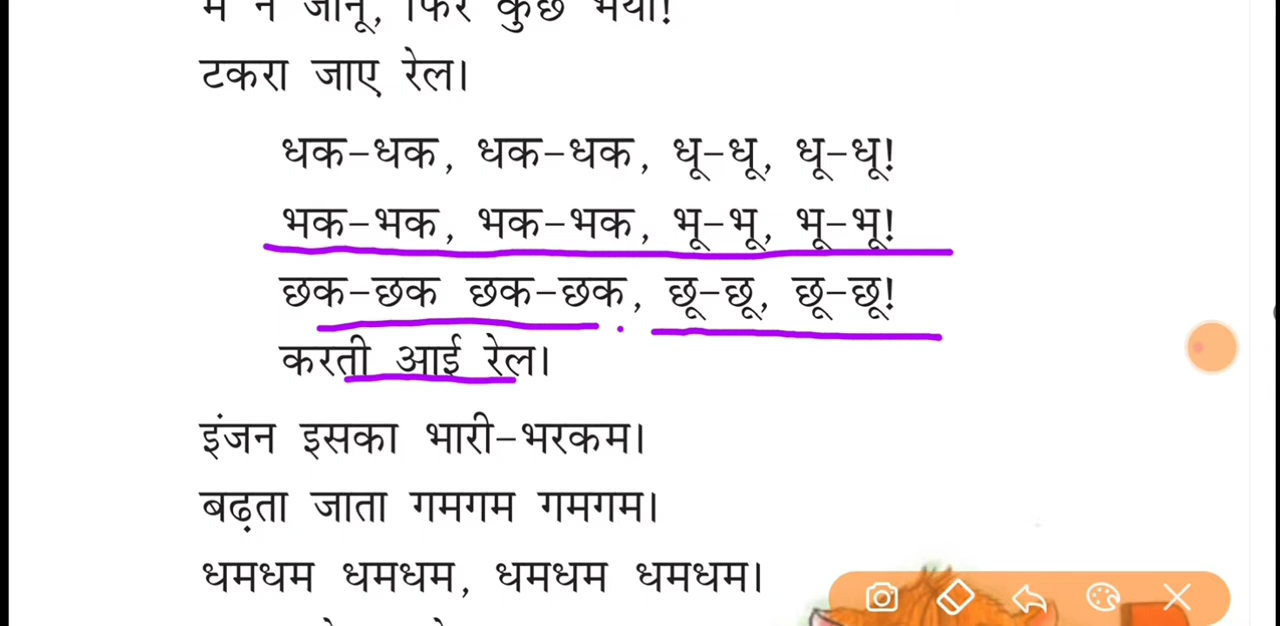 में न जानूँ, फिर कुछ भैया!
टकरा जाए रेल।
धक-धक, धक-धक, धू-धू, धू-धू!
भक-भक, भक-भक, भू-भू, भू-भू!
छक-छक छक-छक, छू-छू, छू-छू!
करती आई रेल।
इंजन इसका भारी-भरकम।
बढ़ता जाता गमगम गमगम।
धमधम धमधम, धमधम धमधम।